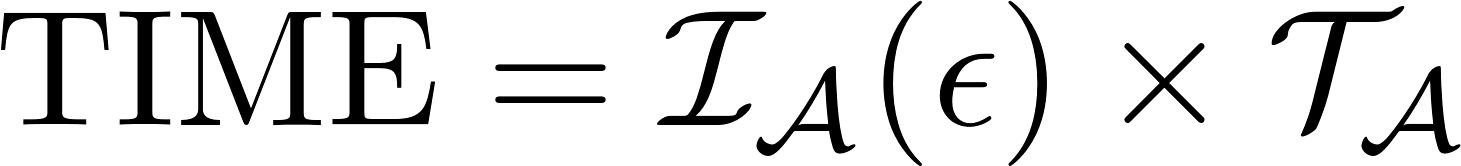 TIME = 𝓘_𝒜(ϵ) × 𝓣_𝒜